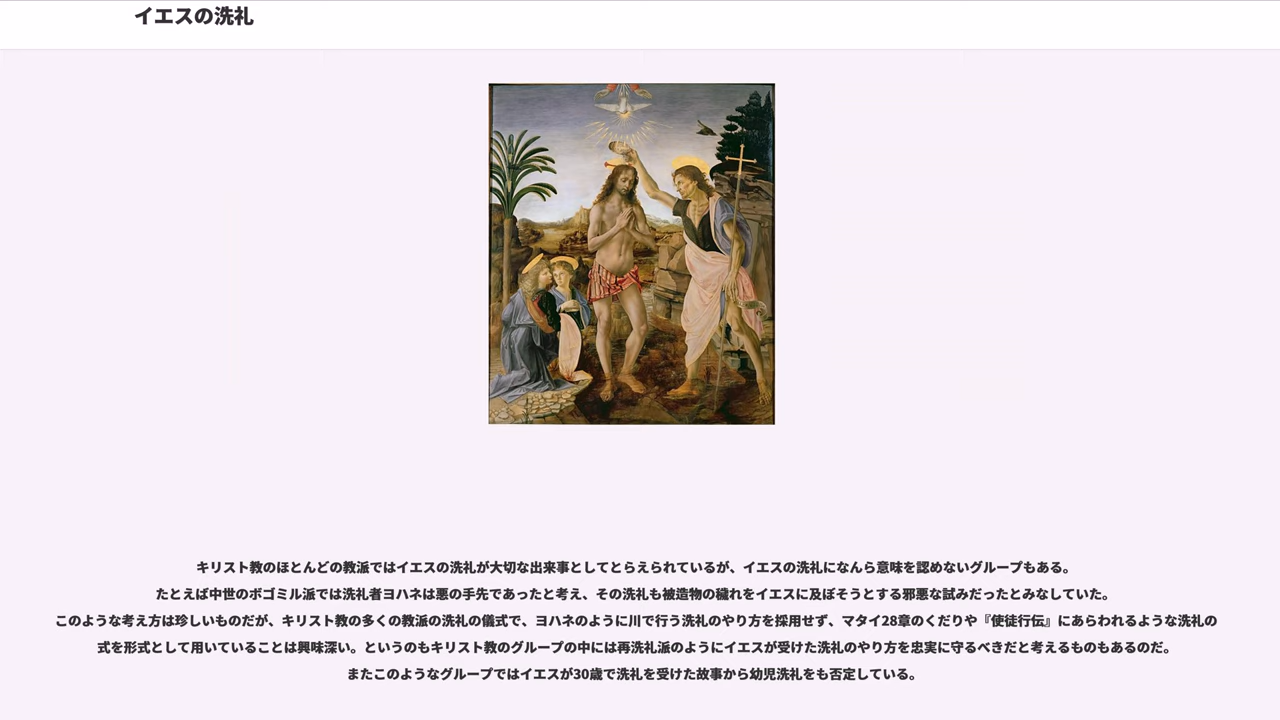 イエスの洗礼
キリスト教のほとんどの教派ではイエスの洗礼が大切な出来事としてとらえられているが、イエスの洗礼になんら意味を認めないグループもある。
たとえば中世のボゴミル派では洗礼者ヨハネは悪の手先であったと考え、その洗礼も被造物の穢れをイエスに及ぼそうとする邪悪な試みだったとみなしていた。
このような考え方は珍しいものだが、キリスト教の多くの教派の洗礼の儀式で、ヨハネのように川で行う洗礼のやり方を採用せず、マタイ28章のくだりや『使徒行伝』にあらわれるような洗礼の
式を形式として用いていることは興味深い。というのもキリスト教のグループの中には再洗礼派のようにイエスが受けた洗礼のやり方を忠実に守るべきだと考えるものもあるのだ。
またこのようなグループではイエスが30歳で洗礼を受けた故事から幼児洗礼をも否定している。